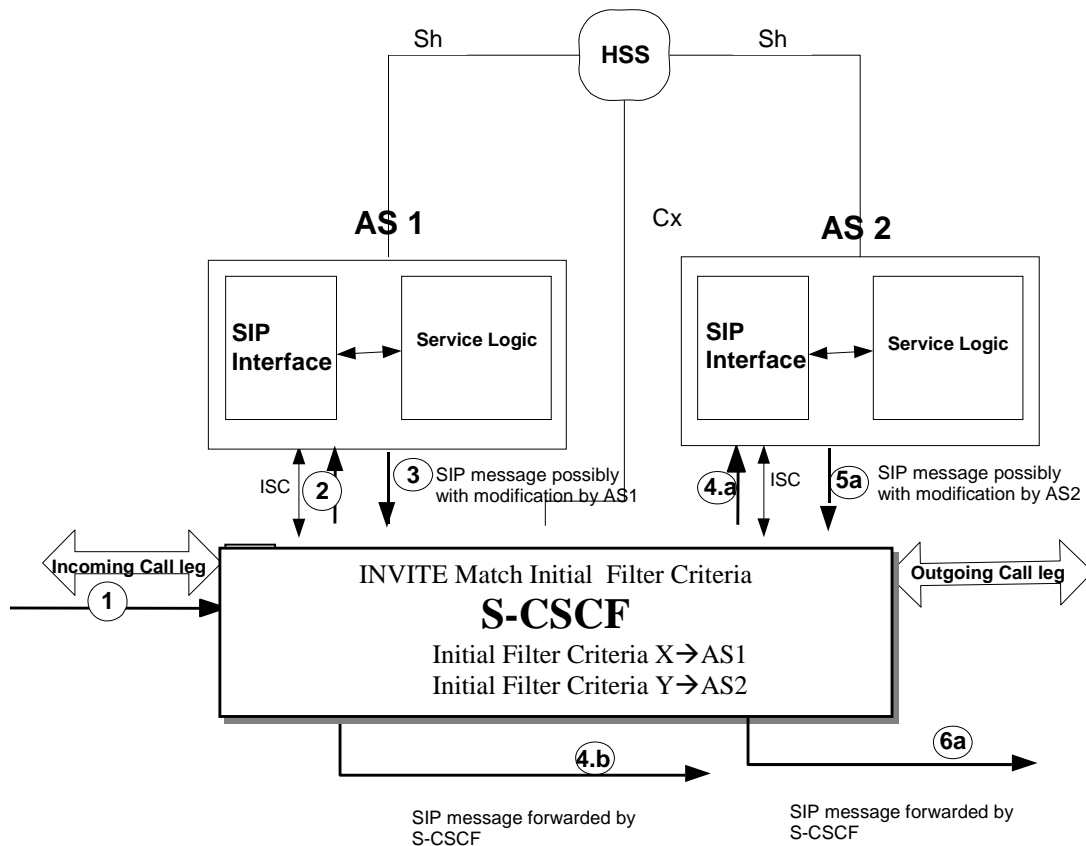 Sh
HSS
Sh
AS 1
Cx
AS 2
SIP
Interface
Service Logic
SIP
Interface
Service Logic
ISC
2
3
SIP message possibly
with modification by AS1
4.a
ISC
5a
SIP message possibly
with modification by AS2
Incoming Call leg
1
INVITE Match Initial Filter Criteria
S-CSCF
Initial Filter Criteria X→AS1
Initial Filter Criteria Y→AS2
Outgoing Call leg
4.b
6a
SIP message forwarded by
S-CSCF
SIP message forwarded by
S-CSCF